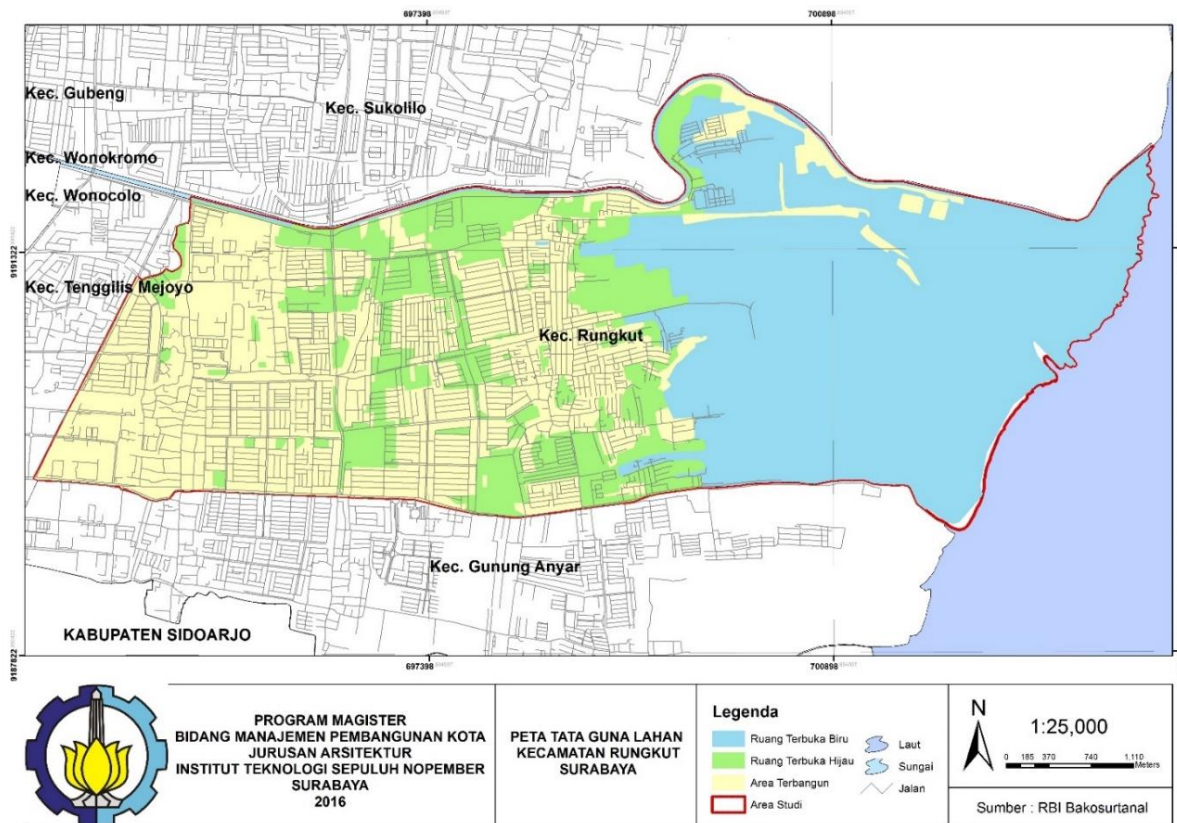 697398
700898
Kec. Gubeng
Kec. Sukolilo
Kec. Wonokromo
Kec. Wonocolo
9191322
Kec. Tenggilis Mejoyo
Kec. Rungkut
Kec. Gunung Anyar
KABUPATEN SIDOARJO
9187822
697398
700898
PROGRAM MAGISTER
BIDANG MANAJEMEN PEMBANGUNAN KOTA
JURUSAN ARSITEKTUR
INSTITUT TEKNOLOGI SEPULUH NOPEMBER
SURABAYA
2016
PETA TATA GUNA LAHAN
KECAMATAN RUNGKUT
SURABAYA
Legenda
Ruang Terbuka Biru
Ruang Terbuka Hijau
Area Terbangun
Area Studi
Laut
Sungai
Jalan
N
1:25,000
0 185 370 740 1,110
Meters
Sumber : RBI Bakosurtanal